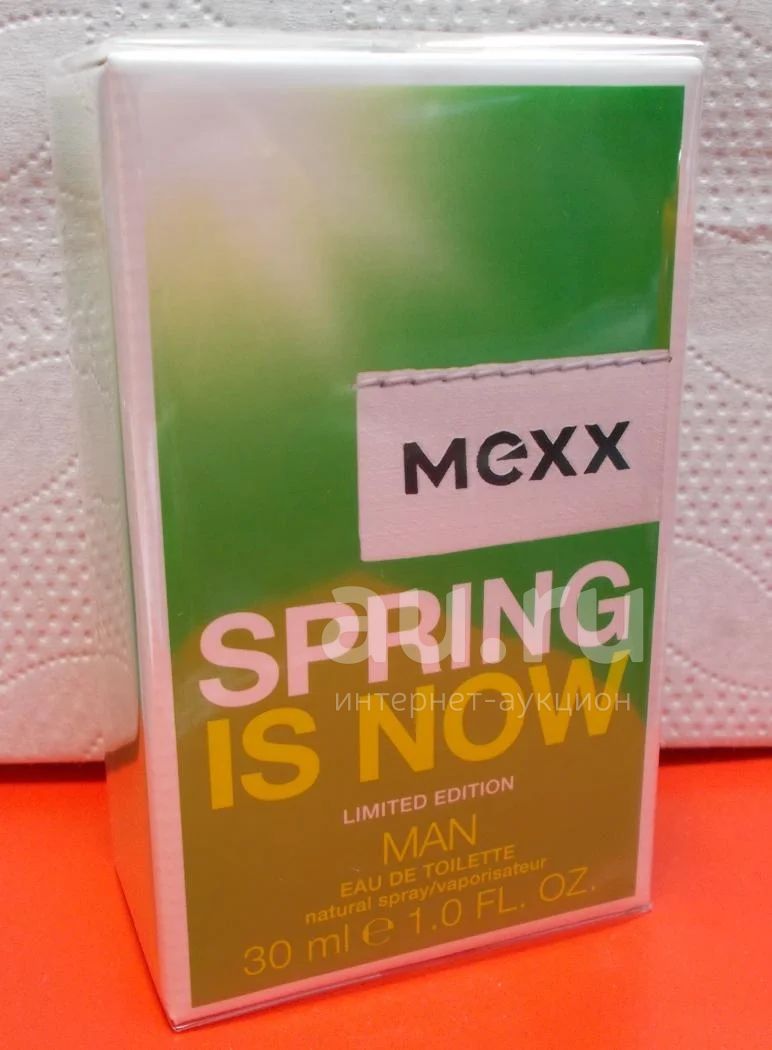 Mexx
SPRING
au.ru
IS NOW
интернет-аукцион
LIMITED EDITION
MAN
EAU DE TOILETTE
natural spray/vaporisateur
30 ml ℮ 1.0 FL. OZ.